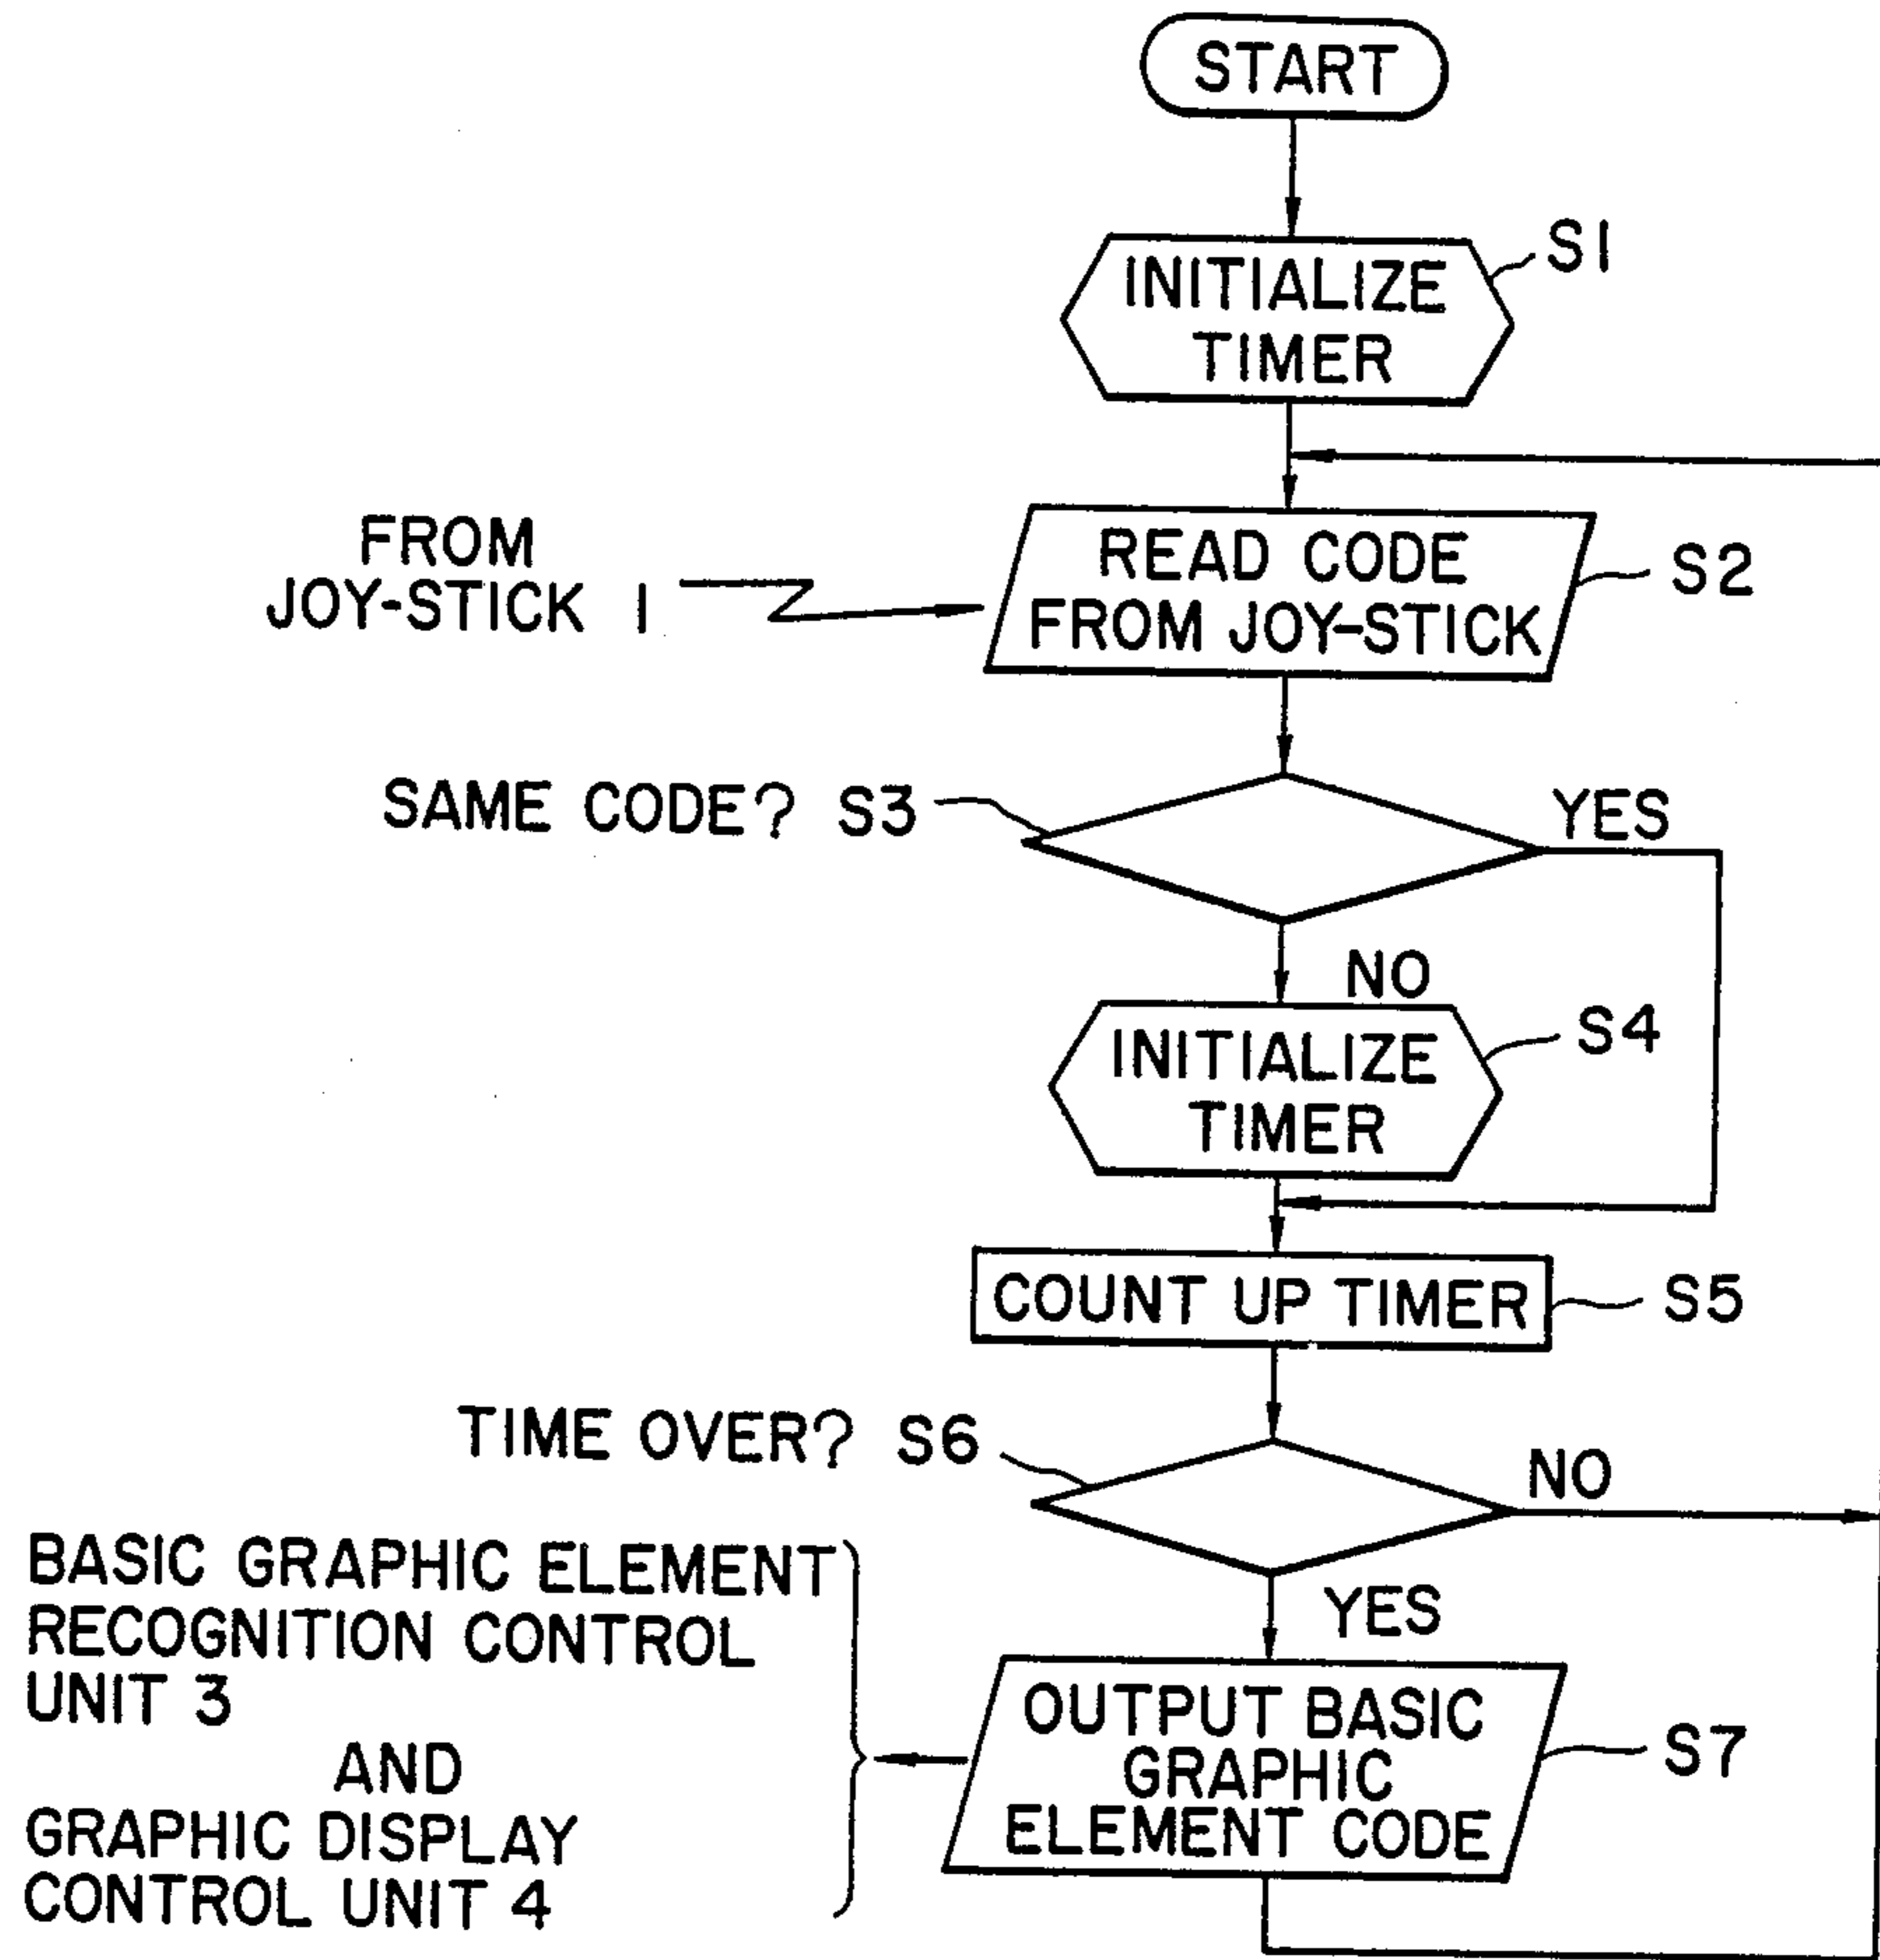 START
INITIALIZE
TIMER
S1
FROM
JOY-STICK 1
READ CODE
FROM JOY-STICK
S2
SAME CODE? S3
YES
NO
INITIALIZE
TIMER
S4
COUNT UP TIMER
S5
TIME OVER? S6
NO
YES
BASIC GRAPHIC ELEMENT
RECOGNITION CONTROL
UNIT 3
AND
GRAPHIC DISPLAY
CONTROL UNIT 4
OUTPUT BASIC
GRAPHIC
ELEMENT CODE
S7